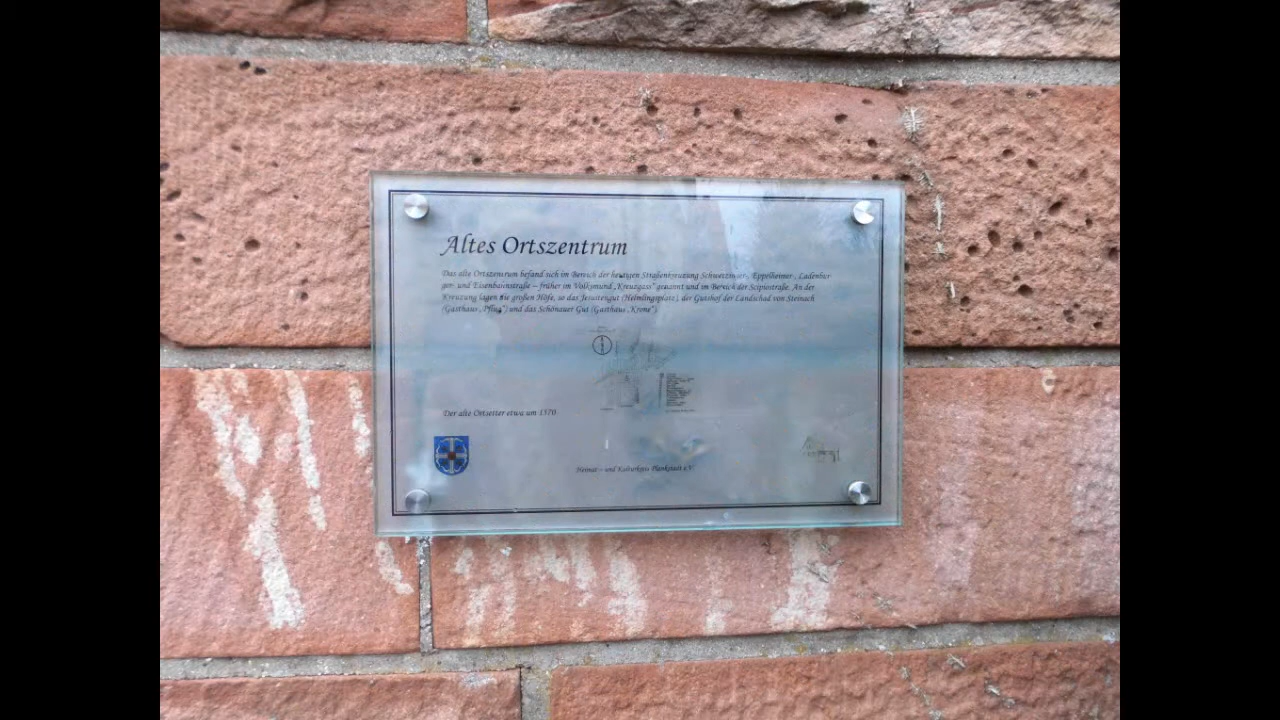 Altes Ortszentrum
Das alte Ortszentrum befand sich im Bereich der heutigen Straßenkreuzung Schwetzinger-, Eppelheimer-, Ladenbur
ger- und Eisenbahnstraße – früher im Volksmund „Kreuzgass" genannt und im Bereich der Scipiostraße. An der
Kreuzung lagen die großen Höfe, so das Jesuitengut (Helmlingsplatz), der Gutshof der Landschad von Steinach
(Gasthaus „Pflug") und das Schönauer Gut (Gasthaus „Krone")
Der alte Ortsetter etwa um 1570
Heimat – und Kulturkreis Plankstadt e.V.